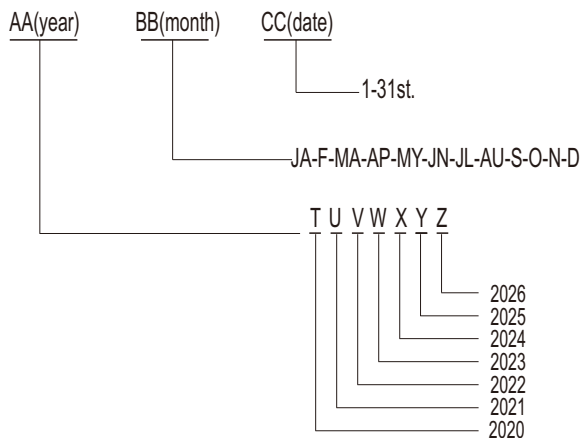 AA(year) BB(month) CC(date)
1-31st.
JA-F-MA-AP-MY-JN-JL-AU-S-O-N-D
T U V W X Y Z
2026
2025
2024
2023
2022
2021
2020